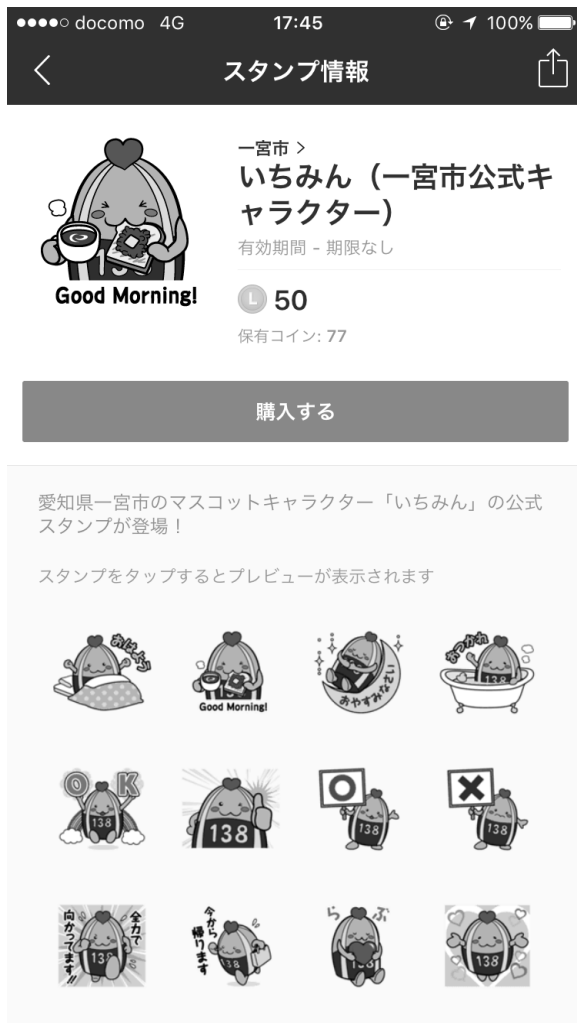 docomo 4G 17:45 100%
スタンプ情報
一宮市 >
いちみん（一宮市公式キ
ャラクター）
有効期間 - 期限なし
L 50
保有コイン: 77
13
Good Morning!
購入する
愛知県一宮市のマスコットキャラクター「いちみん」の公式
スタンプが登場！
スタンプをタップするとプレビューが表示されます
おはよう
Good Morning!
おやすみなさい
おつかれ
138
OK
138
138
138
138
全力で
向かってます!!
138
今から
帰ります
138
らぶ
138